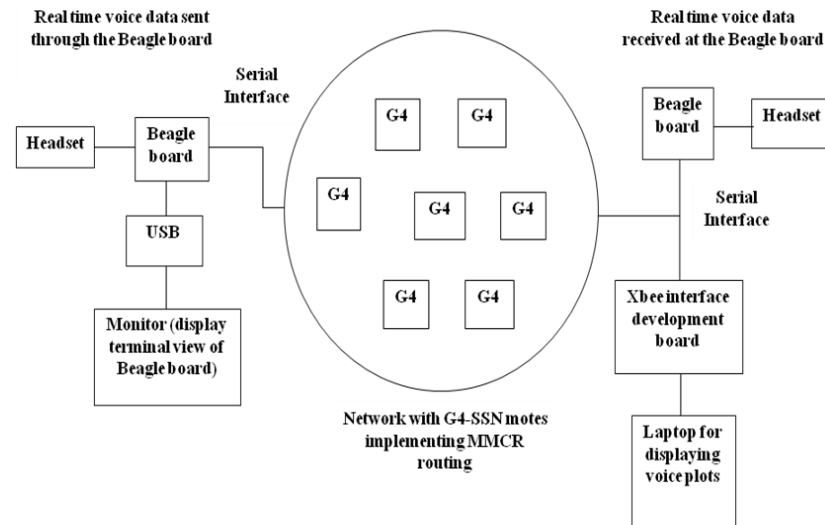 Real time voice data sent
through the Beagle board
Real time voice data
received at the Beagle board
Serial
Interface
Headset
Beagle
board
USB
Monitor (display
terminal view of
Beagle board)
G4
G4
G4
G4
G4
G4
G4
Network with G4-SSN motes
implementing MMCR
routing
Beagle
board
Headset
Serial
Interface
Xbee interface
development
board
Laptop for
displaying
voice plots